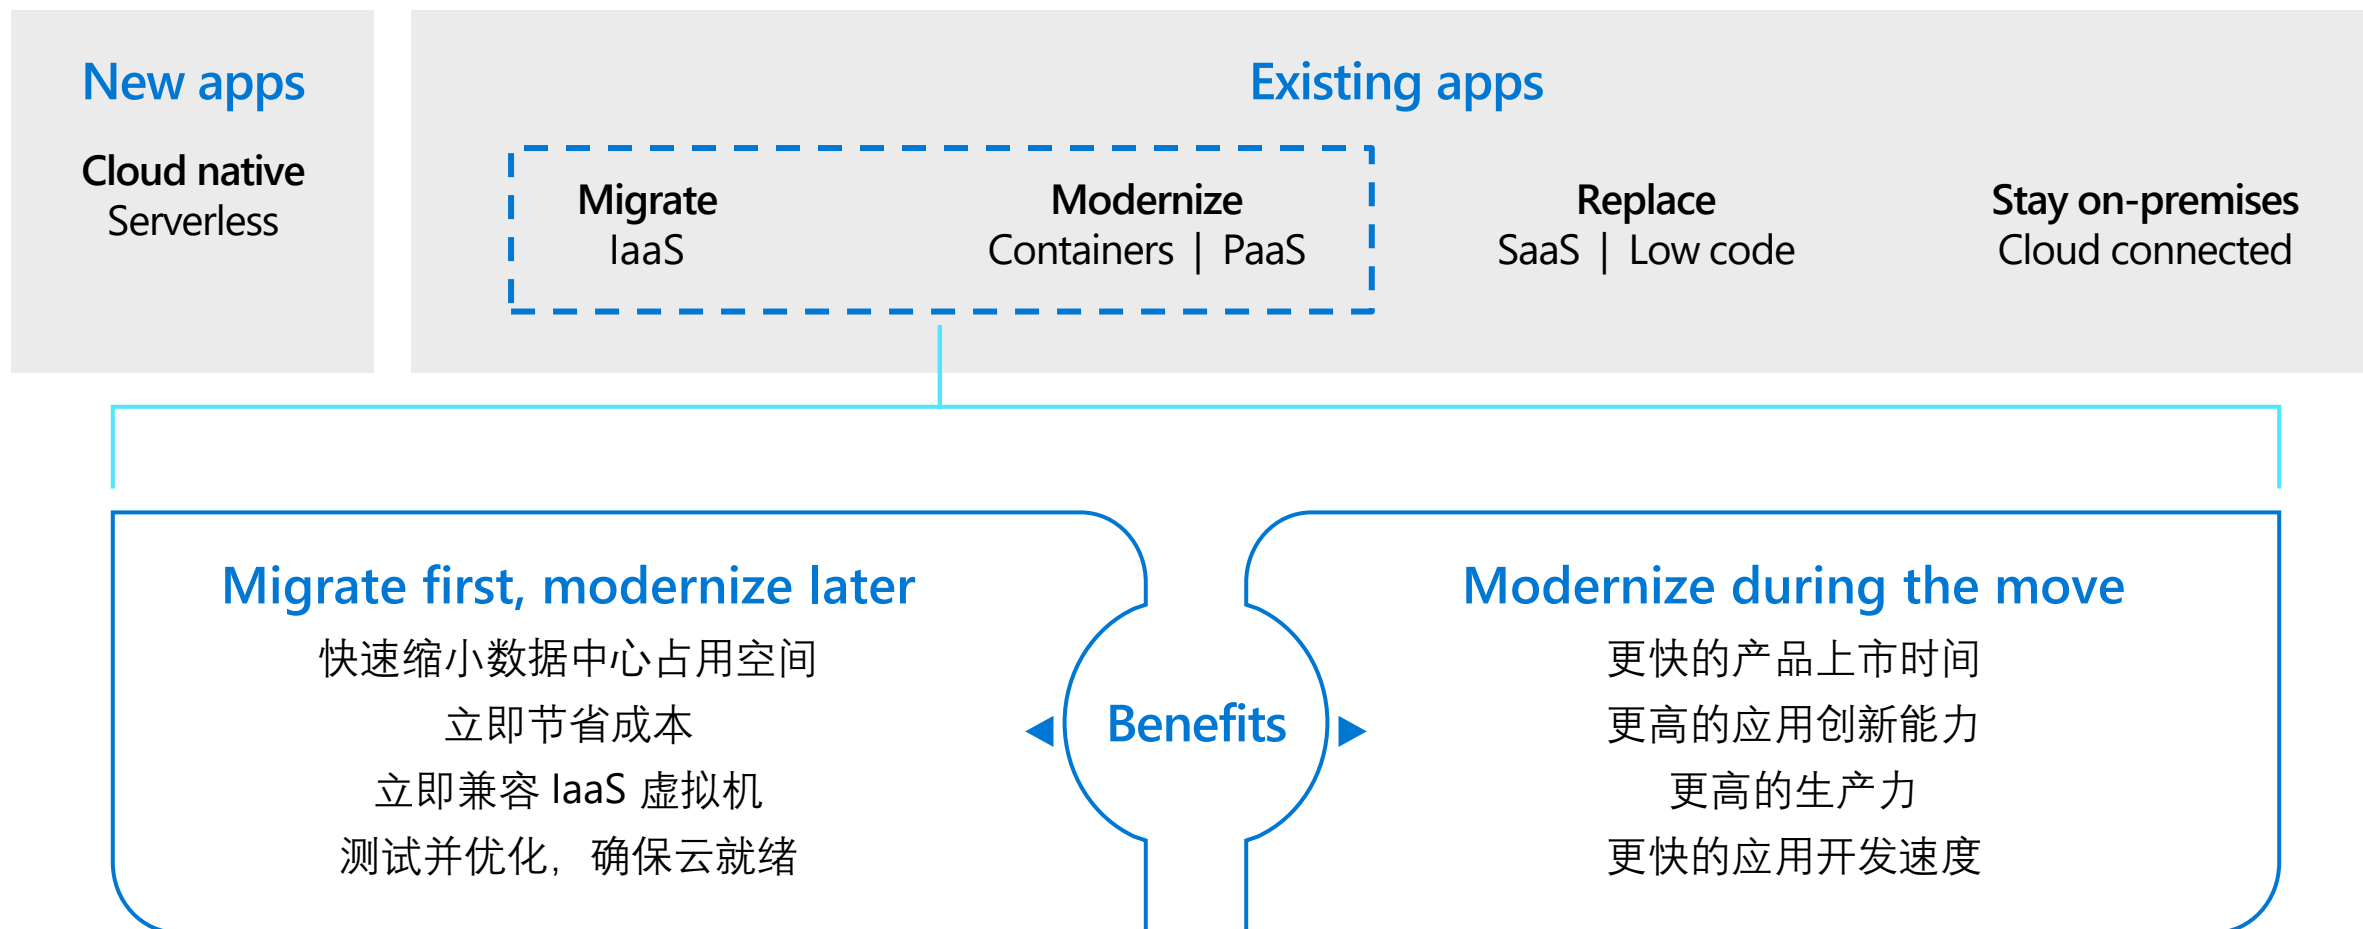 New apps
Cloud native
Serverless
Existing apps
Migrate
IaaS
Modernize
Containers | PaaS
Replace
SaaS | Low code
Stay on-premises
Cloud connected
Migrate first, modernize later
快速缩小数据中心占用空间
立即节省成本
立即兼容 IaaS 虚拟机
测试并优化，确保云就绪
Benefits
Modernize during the move
更快的产品上市时间
更高的应用创新能力
更高的生产力
更快的应用开发速度